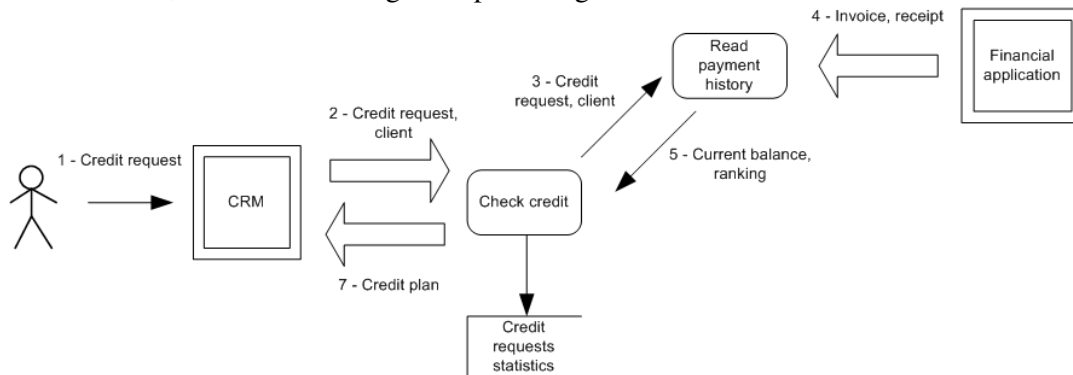 4 - Invoice, receipt
Read
payment
history
Financial
application
3 - Credit
request, client
2 - Credit request,
client
1 - Credit request
5 - Current balance,
ranking
CRM
Check credit
7 - Credit plan
Credit
requests
statistics